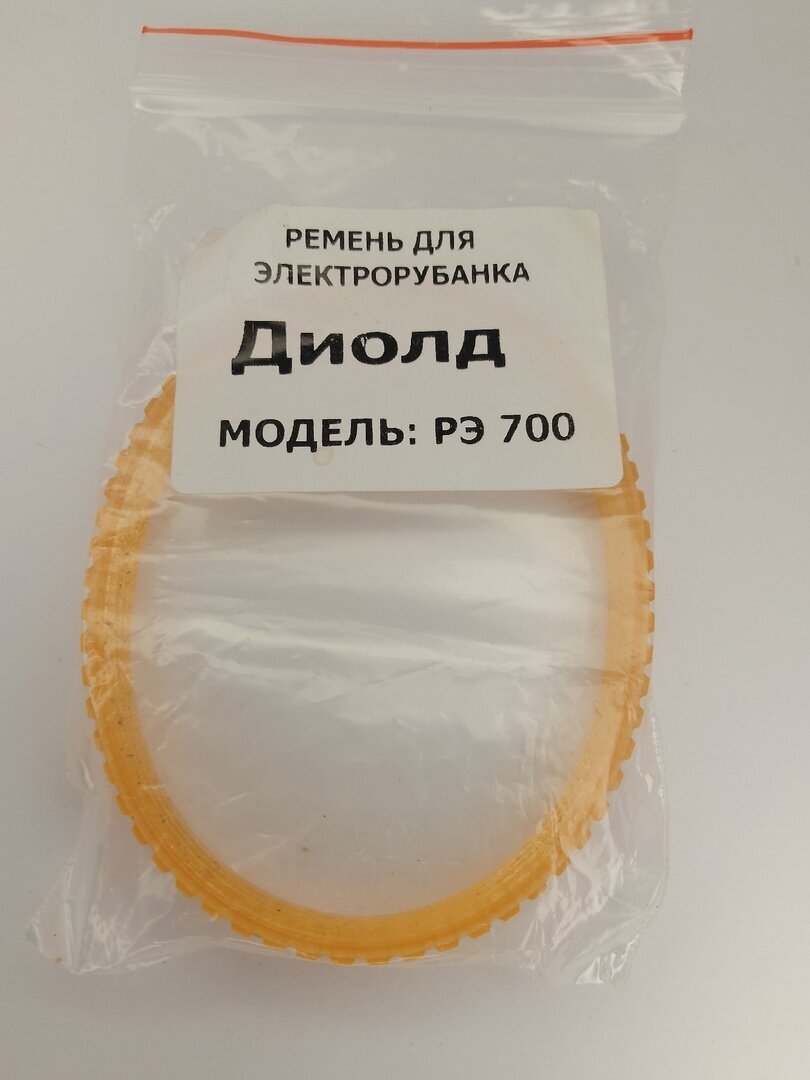 РЕМЕНЬ ДЛЯ
ЭЛЕКТРОРУБАНКА
Диолд
МОДЕЛЬ: РЭ 700